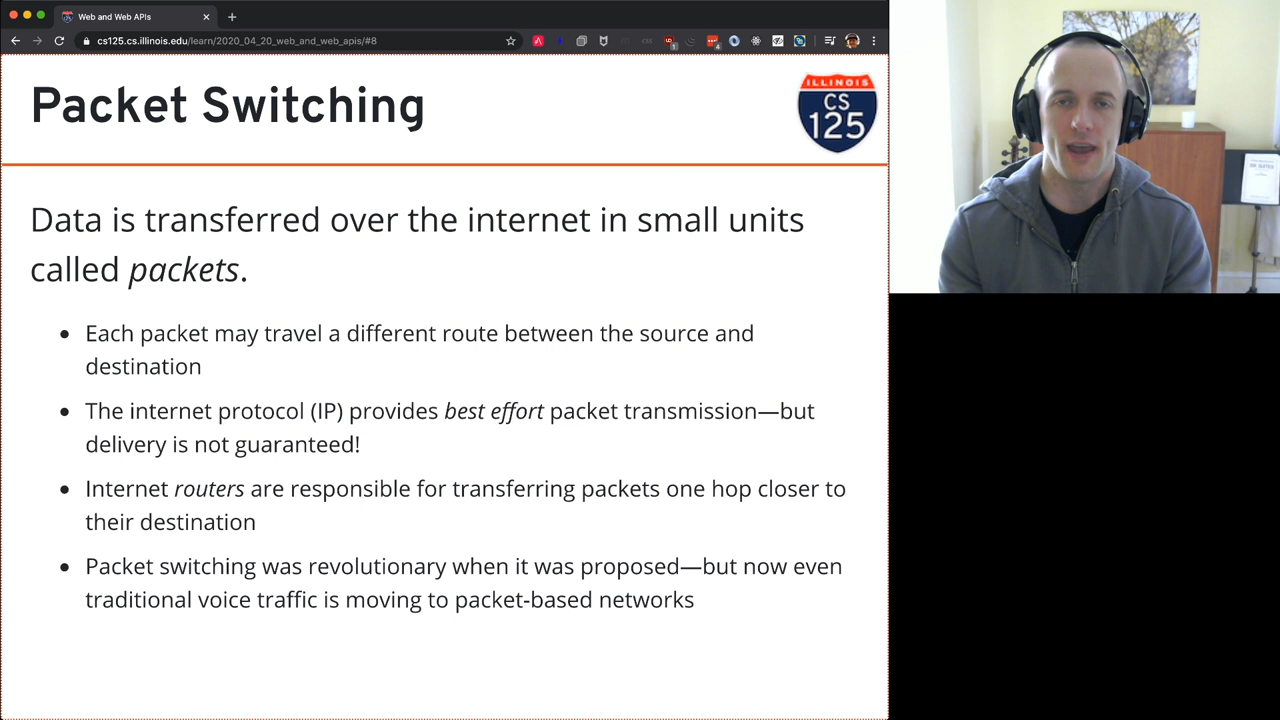 Web and Web APIs
cs125.cs.illinois.edu/learn/2020_04_20_web_and_web_apis/#8
Packet Switching
ILLINOIS
CS
125
Data is transferred over the internet in small units
called packets.
• Each packet may travel a different route between the source and
destination
• The internet protocol (IP) provides best effort packet transmission—but
delivery is not guaranteed!
• Internet routers are responsible for transferring packets one hop closer to
their destination
• Packet switching was revolutionary when it was proposed—but now even
traditional voice traffic is moving to packet-based networks